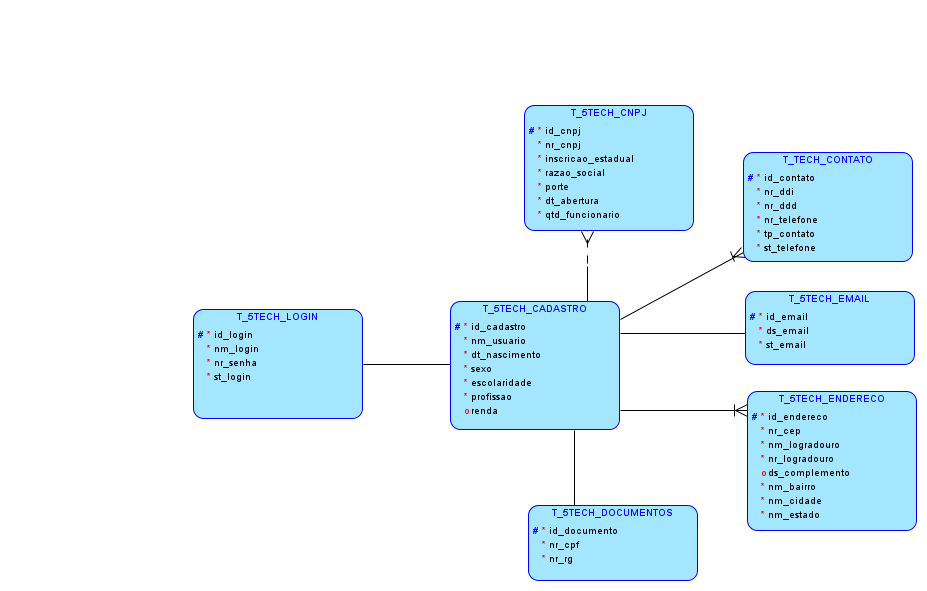 T_5TECH_CNPJ
# * id_cnpj
* nr_cnpj
* inscricao_estadual
* razao_social
* porte
* dt_abertura
* qtd_funcionario
T_TECH_CONTATO
# * id_contato
* nr_ddi
* nr_ddd
* nr_telefone
* tp_contato
* st_telefone
T_5TECH_EMAIL
# * id_email
* ds_email
* st_email
T_5TECH_LOGIN
# * id_login
* nm_login
* nr_senha
* st_login
T_5TECH_CADASTRO
# * id_cadastro
* nm_usuario
* dt_nascimento
* sexo
* escolaridade
* profissao
o renda
T_5TECH_ENDERECO
# * id_endereco
* nr_cep
* nm_logradouro
* nr_logradouro
o ds_complemento
* nm_bairro
* nm_cidade
* nm_estado
T_5TECH_DOCUMENTOS
# * id_documento
* nr_cpf
* nr_rg